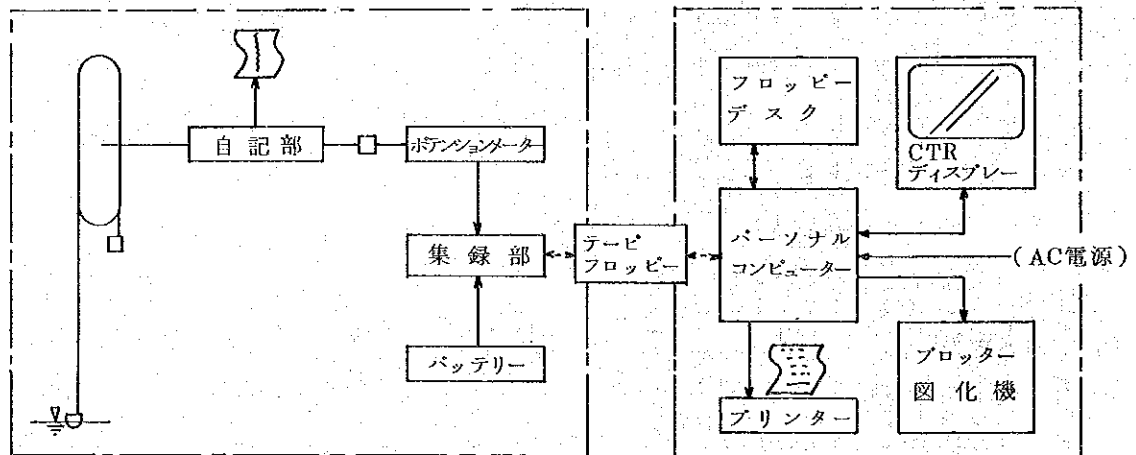 自記部
ポテンションメーター
集録部
バッテリー
テーピ
フロッピー
フロッピー
デスク
CTR
ディスプレー
パーソナル
コンピューター
(AC電源)
プリンター
プロッター
図化機